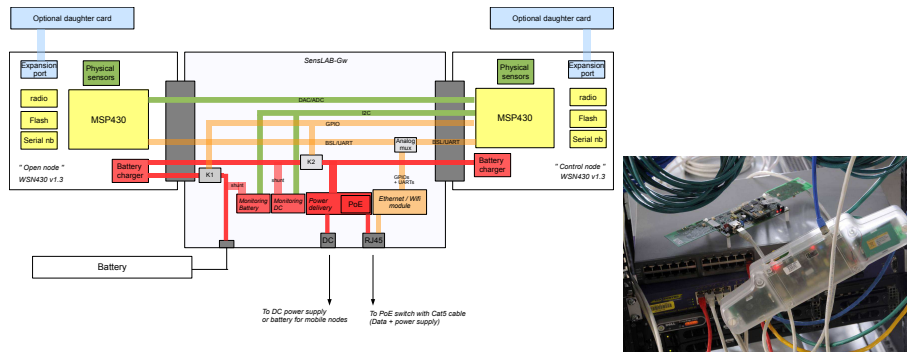 Optional daughter card
Optional daughter card
SensLAB-Gw
Expansion
port
Physical
sensors
Physical
sensors
Expansion
port
radio
Flash
Serial nb
MSP430
DAC/ADC
I2C
GPIO
BSL/UART
Analog
mux
BSL/UART
MSP430
radio
Flash
Serial nb
" Open node "
WSN430 v1.3
Battery
charger
K1
K2
Battery
charger
" Control node "
WSN430 v1.3
shunt
shunt
GPIOs
+ UARTs
Monitoring
Battery
Monitoring
DC
Power
delivery
PoE
Ethernet / Wifi
module
DC
RJ45
Battery
To DC power supply
or battery for mobile nodes
To PoE switch with Cat5 cable
(Data + power supply)